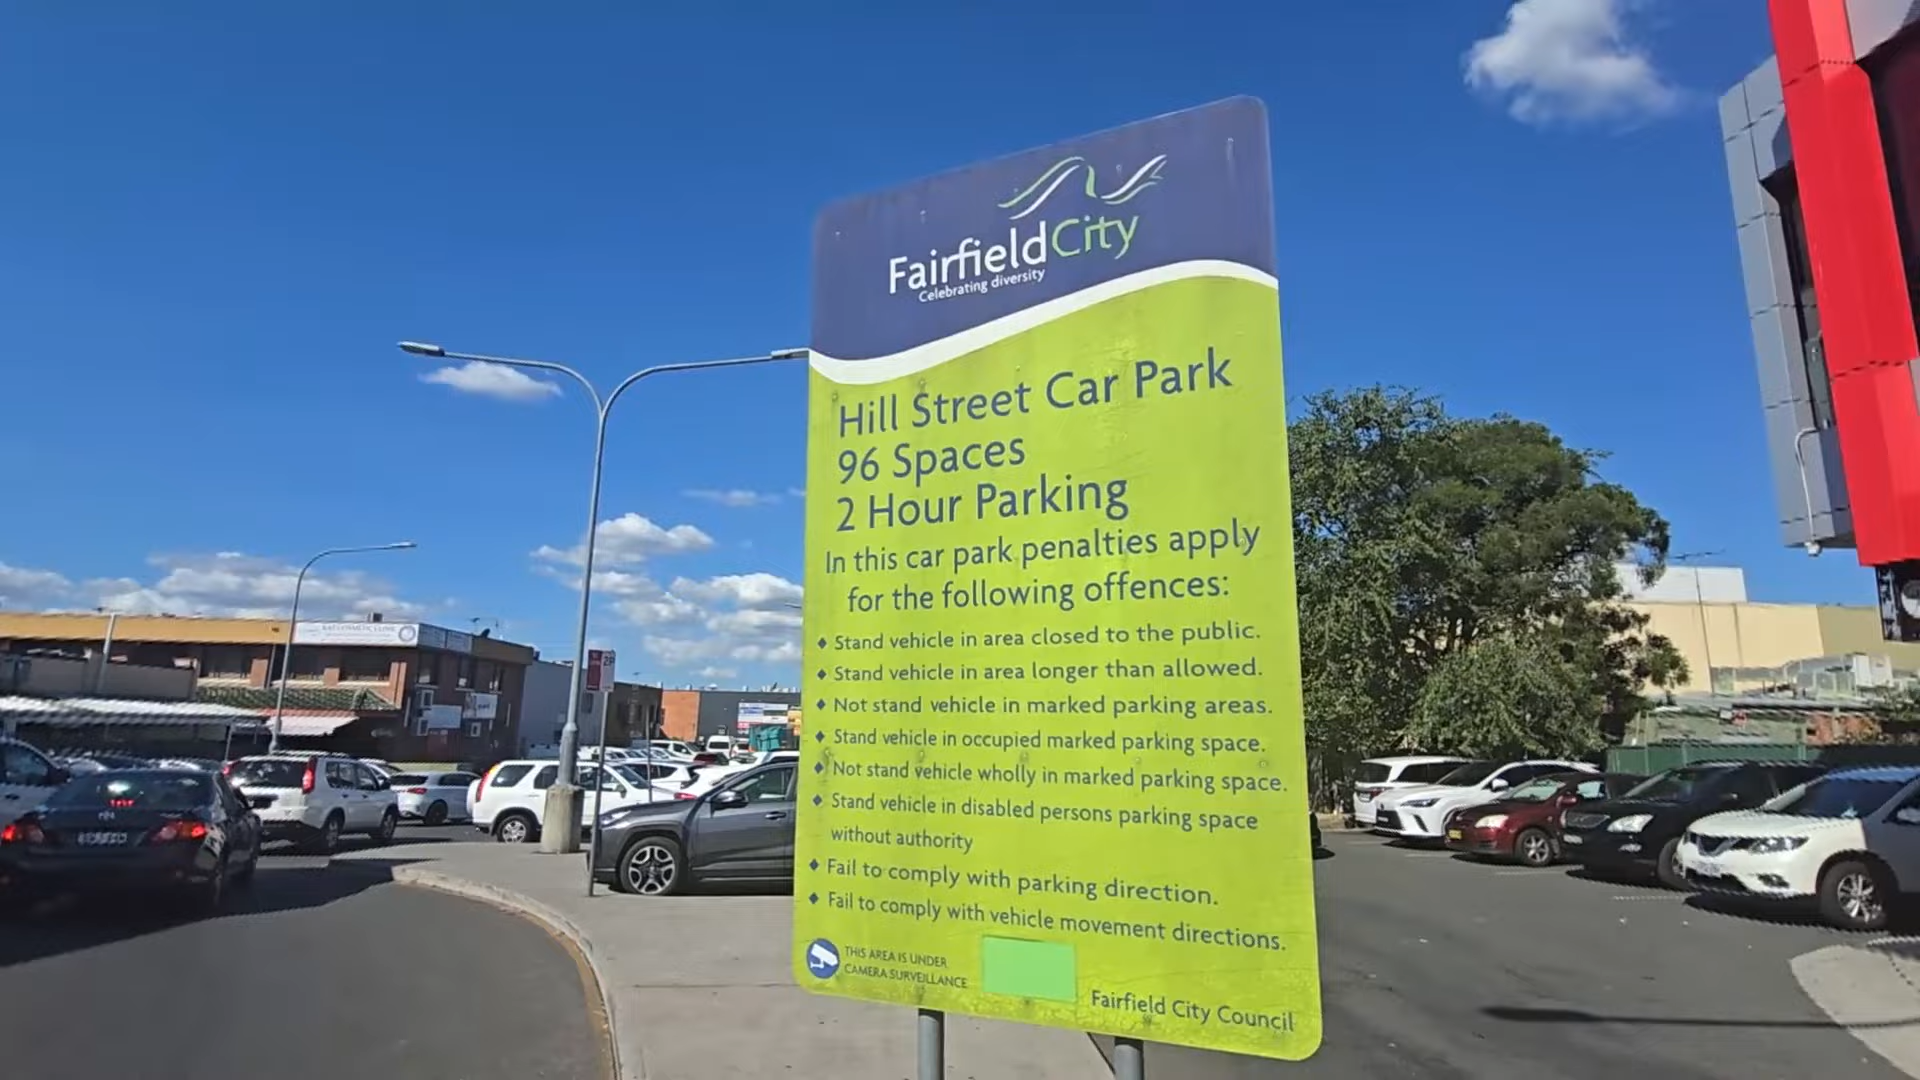 FairfieldCity
Celebrating diversity
Hill Street Car Park
96 Spaces
2 Hour Parking
In this car park penalties apply
for the following offences:
◆ Stand vehicle in area closed to the public.
◆ Stand vehicle in area longer than allowed.
◆ Not stand vehicle in marked parking areas.
◆ Stand vehicle in occupied marked parking space.
◆ Not stand vehicle wholly in marked parking space.
◆ Stand vehicle in disabled persons parking space
without authority
◆ Fail to comply with parking direction.
◆ Fail to comply with vehicle movement directions.
THIS AREA IS UNDER
CAMERA SURVEILLANCE
Fairfield City Council
2P